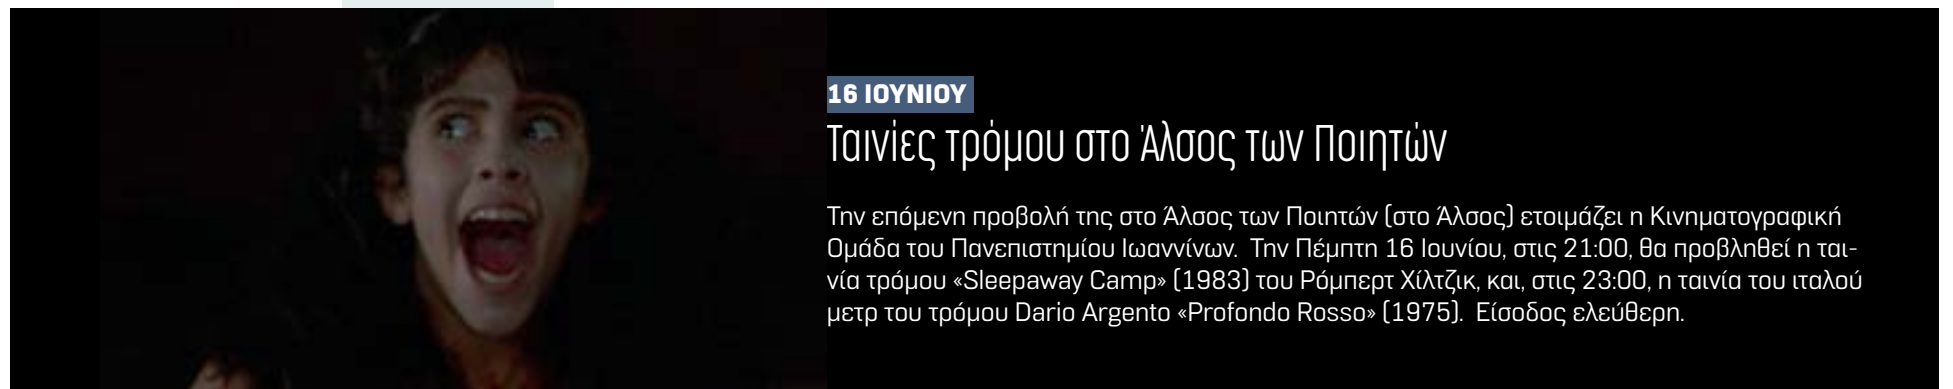 16 ΙΟΥΝΙΟΥ
Ταινίες τρόμου στο Άλσος των Ποιητών
Την επόμενη προβολή της στο Άλσος των Ποιητών (στο Άλσος) ετοιμάζει η Κινηματογραφική
Ομάδα του Πανεπιστημίου Ιωαννίνων. Την Πέμπτη 16 Ιουνίου, στις 21:00, θα προβληθεί η ται-
νία τρόμου «Sleepaway Camp» (1983) του Ρόμπερτ Χίλτζικ, και, στις 23:00, η ταινία του ιταλού
μετρ του τρόμου Dario Argento «Profondo Rosso» (1975). Είσοδος ελεύθερη.